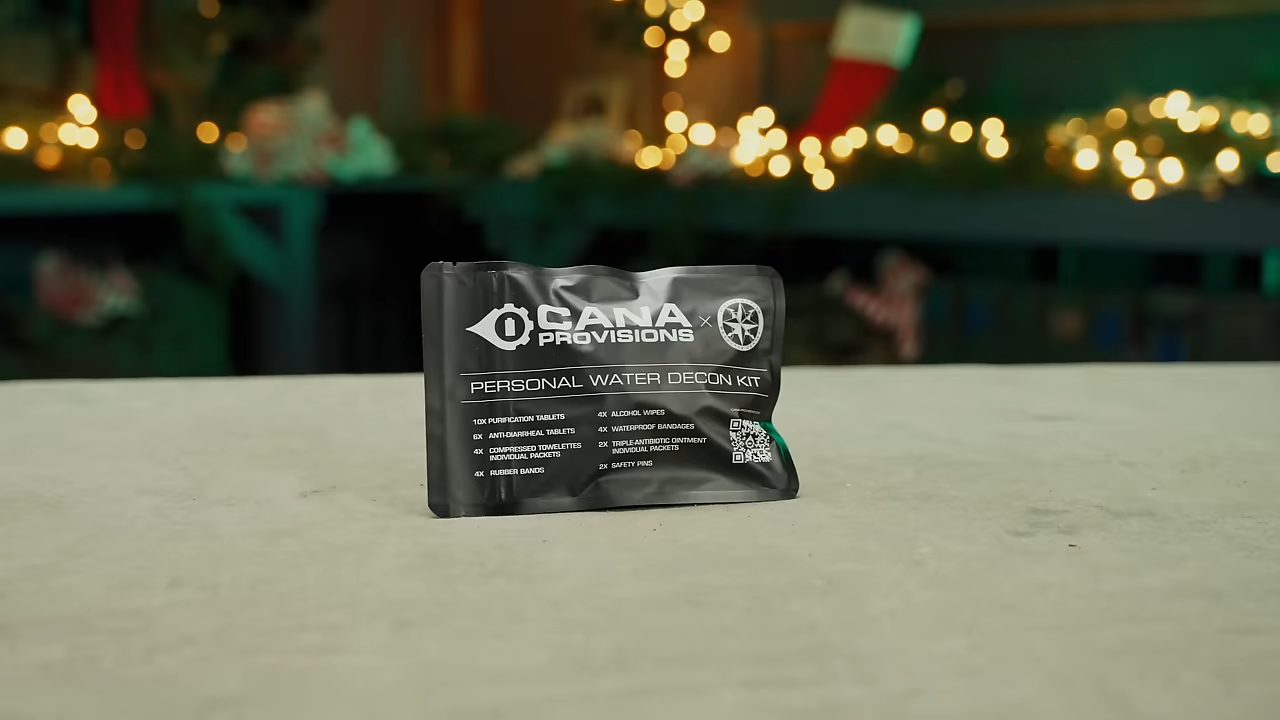 CANA
PROVISIONS
×
PERSONAL WATER DECON KIT
10X PURIFICATION TABLETS
6X ANTI-DIARRHEAL TABLETS
4X COMPRESSED TOWELETTES
INDIVIDUAL PACKETS
4X RUBBER BANDS
4X ALCOHOL WIPES
4X WATERPROOF BANDAGES
2X TRIPLE-ANTIBIOTIC OINTMENT
INDIVIDUAL PACKETS
2X SAFETY PINS